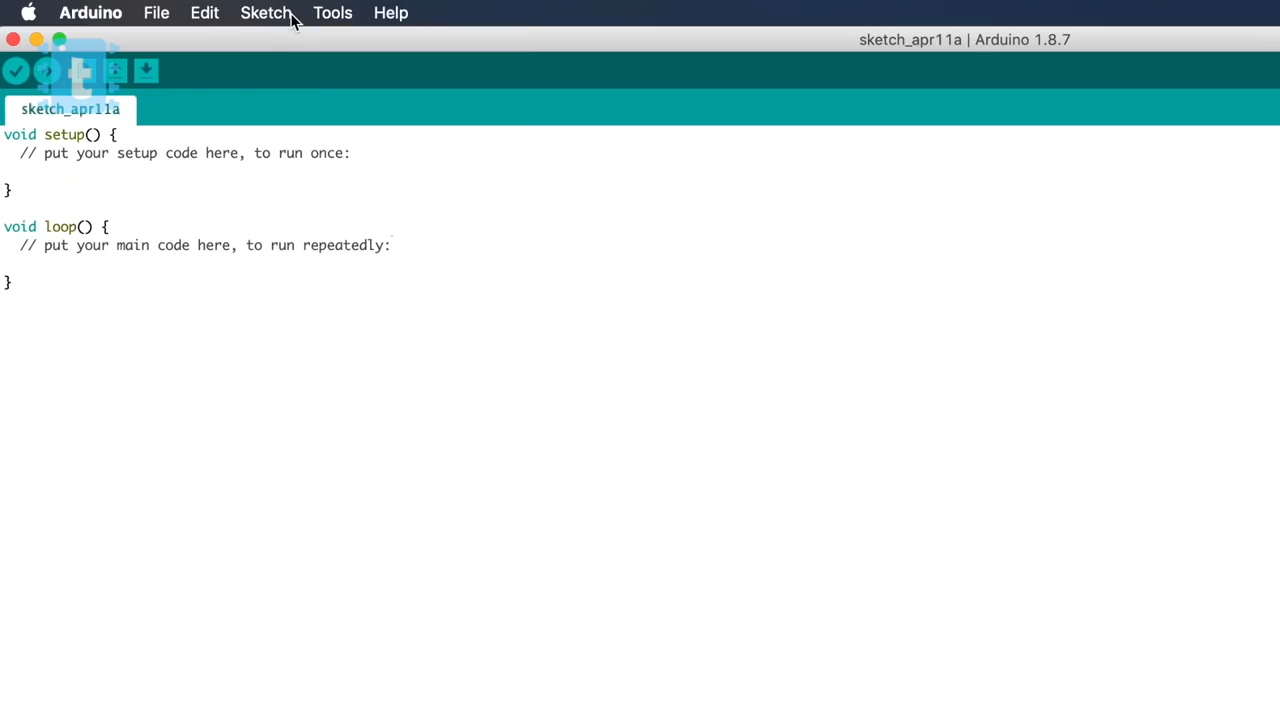 Arduino File Edit Sketch Tools Help
sketch_apr11a | Arduino 1.8.7
t
sketch_apr11a
void setup() {
  // put your setup code here, to run once:
}
void loop() {
  // put your main code here, to run repeatedly:
}